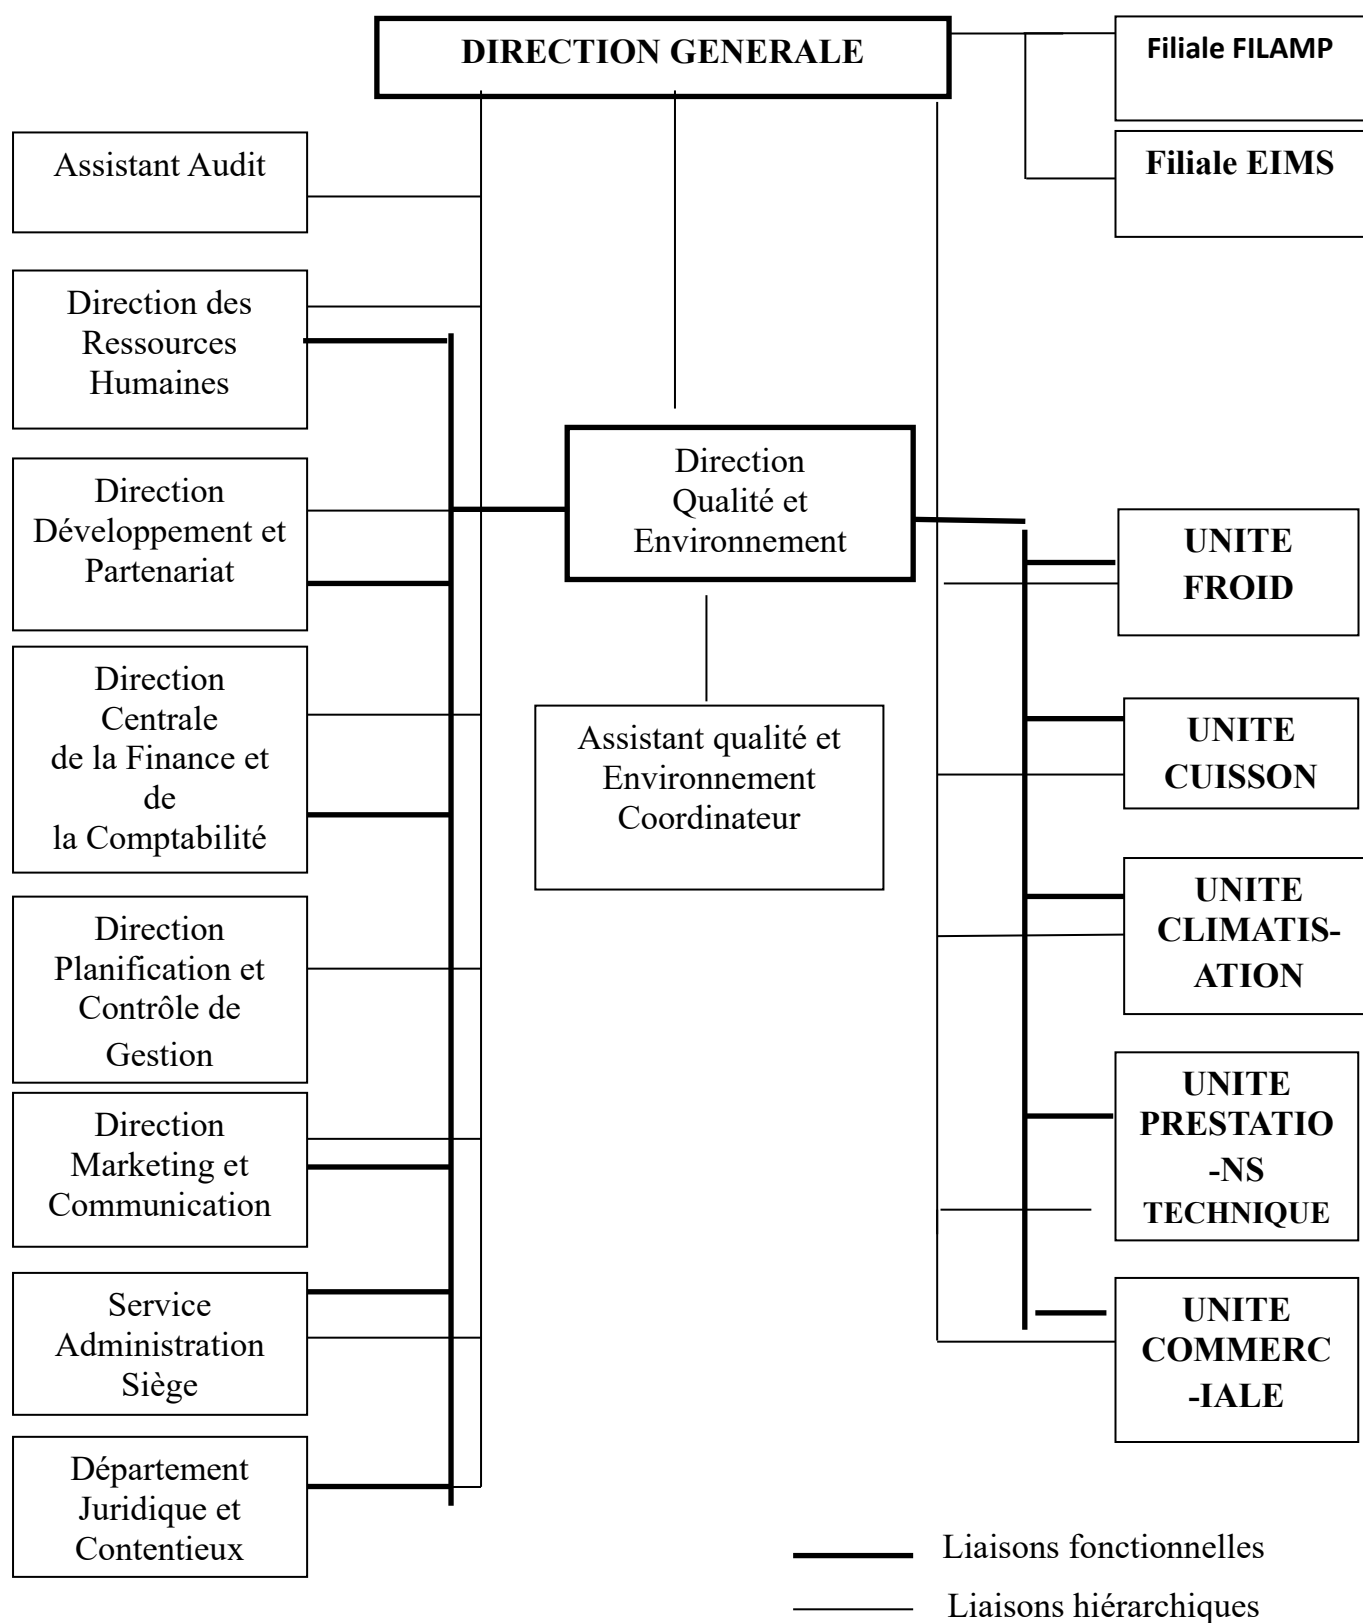 DIRECTION GENERALE
Filiale FILAMP
Filiale EIMS
Assistant Audit
Direction des
Ressources
Humaines
Direction
Développement et
Partenariat
Direction
Centrale
de la Finance et
de
la Comptabilité
Direction
Planification et
Contrôle de
Gestion
Direction
Marketing et
Communication
Service
Administration
Siège
Département
Juridique et
Contentieux
Direction
Qualité et
Environnement
Assistant qualité et
Environnement
Coordinateur
UNITE
FROID
UNITE
CUISSON
UNITE
CLIMATIS-
ATION
UNITE
PRESTATIO
-NS
TECHNIQUE
UNITE
COMMERC
-IALE
Liaisons fonctionnelles
Liaisons hiérarchiques